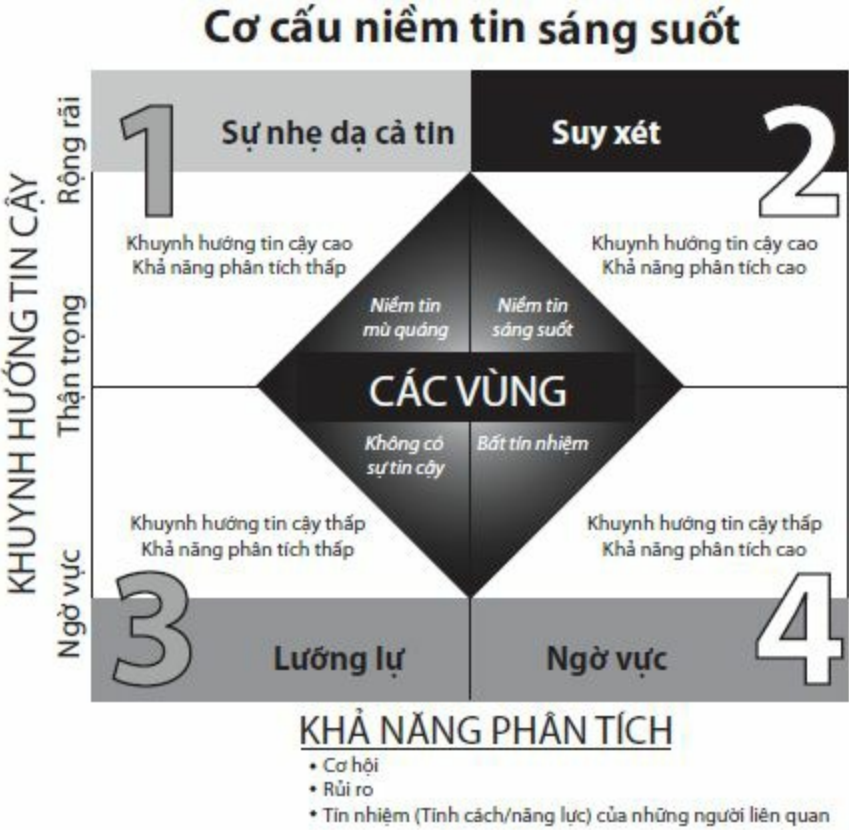 Cơ cấu niềm tin sáng suốt
KHUYNH HƯỚNG TIN CẬY
Rộng rãi
Thận trọng
Ngờ vực
1
Sự nhẹ dạ cả tin
Khuynh hướng tin cậy cao
Khả năng phân tích thấp
Suy xét
2
Khuynh hướng tin cậy cao
Khả năng phân tích cao
Niềm tin
mù quáng
Niềm tin
sáng suốt
CÁC VÙNG
Không có
sự tin cậy
Bất tín nhiệm
Khuynh hướng tin cậy thấp
Khả năng phân tích thấp
3
Lưỡng lự
Khuynh hướng tin cậy thấp
Khả năng phân tích cao
4
Ngờ vực
KHẢ NĂNG PHÂN TÍCH
• Cơ hội
• Rủi ro
• Tín nhiệm (Tính cách/năng lực) của những người liên quan